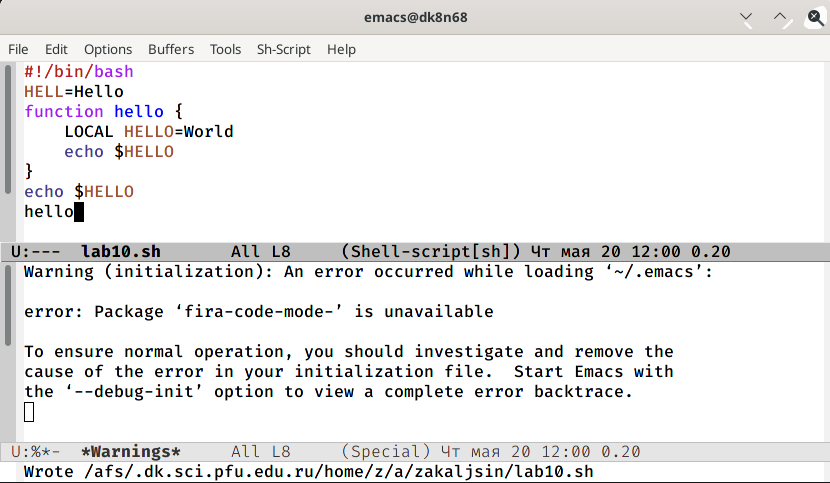 emacs@dk8n68
File Edit Options Buffers Tools Sh-Script Help
#!/bin/bash
HELL=Hello
function hello {
    LOCAL HELLO=World
    echo $HELLO
}
echo $HELLO
hello
U:---  lab10.sh       All L8     (Shell-script[sh]) Чт мая 20 12:00 0.20
Warning (initialization): An error occurred while loading ‘~/.emacs’:
error: Package ‘fira-code-mode-’ is unavailable
To ensure normal operation, you should investigate and remove the
cause of the error in your initialization file.  Start Emacs with
the ‘--debug-init’ option to view a complete error backtrace.
U:%*-  *Warnings*     All L8     (Special) Чт мая 20 12:00 0.20
Wrote /afs/.dk.sci.pfu.edu.ru/home/z/a/zakaljsin/lab10.sh